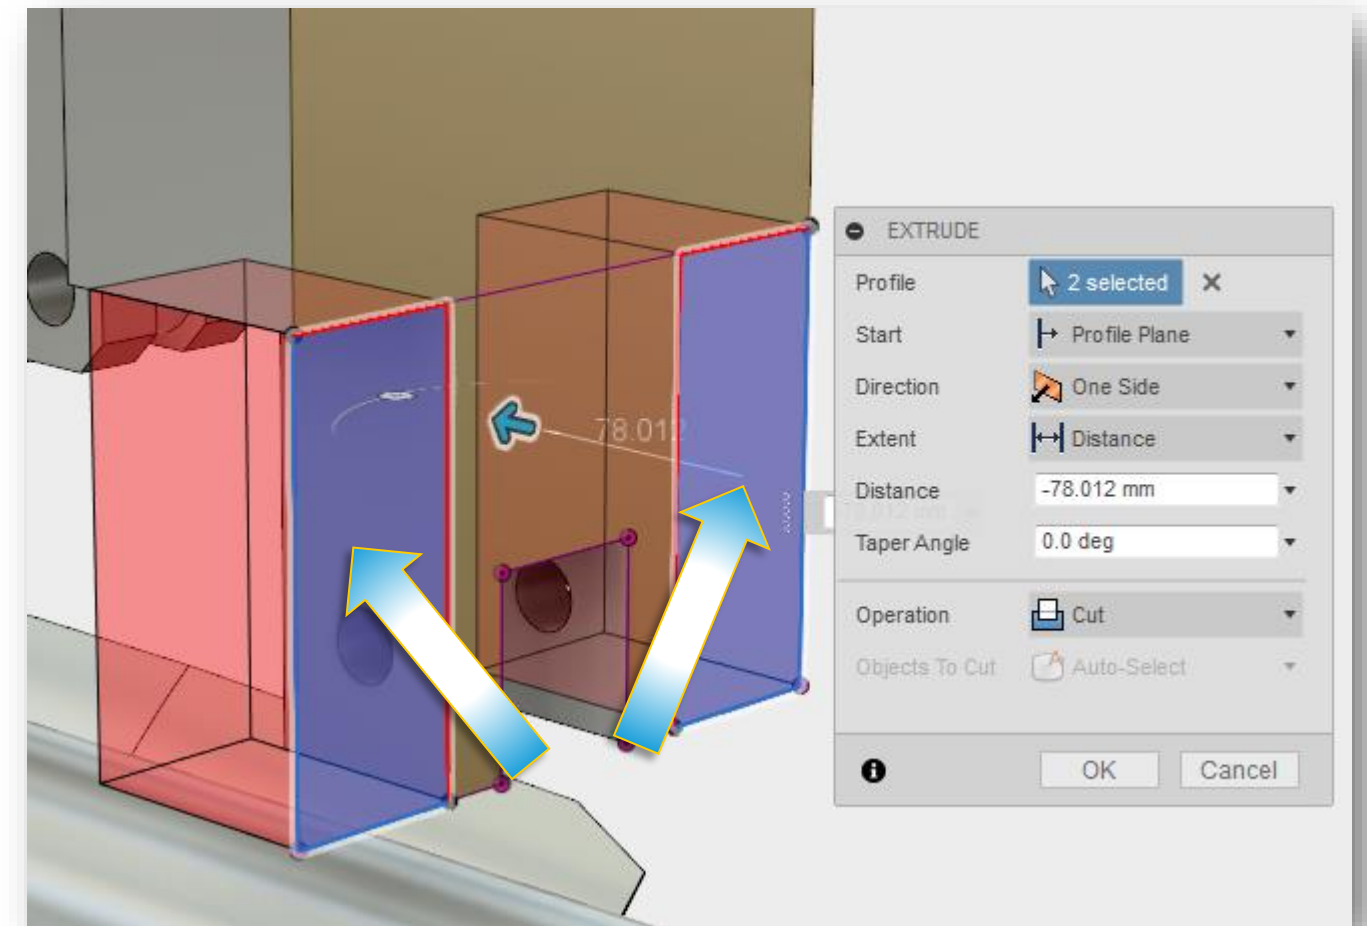 EXTRUDE
Profile
2 selected
Start
Profile Plane
Direction
One Side
Extent
Distance
Distance
-78.012 mm
Taper Angle
0.0 deg
Operation
Cut
Objects To Cut
Auto-Select
OK
Cancel
78.012